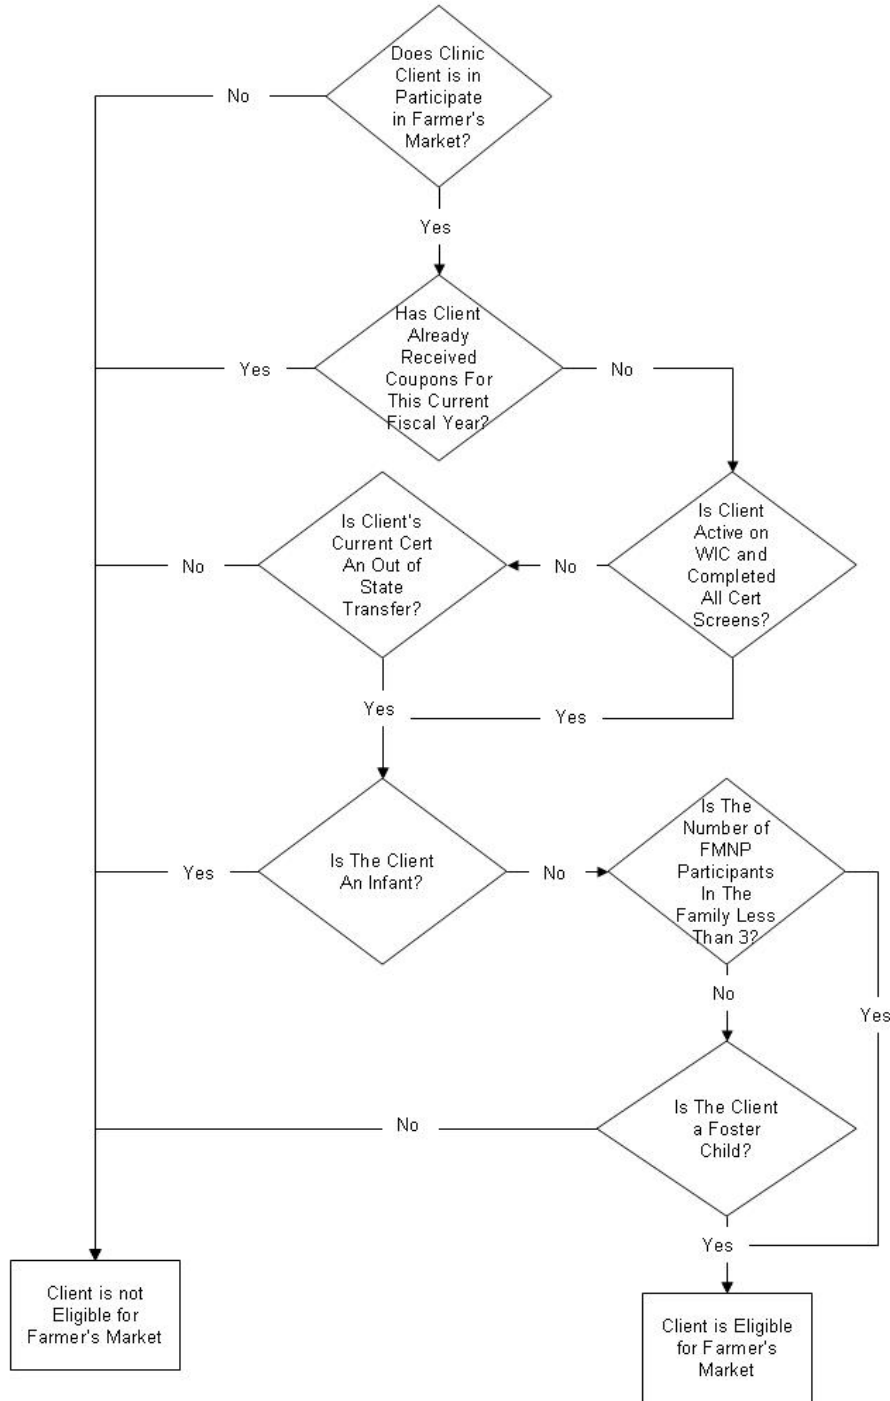 Does Clinic
Client is in
Participate
in Farmer's
Market?
No
Yes
Has Client
Already
Received
Coupons For
This Current
Fiscal Year?
Yes
No
Is Client's
Current Cert
An Out of
State
Transfer?
No
No
Is Client
Active on
WIC and
Completed
All Cert
Screens?
Yes
Yes
Is The Client
An Infant?
Yes
No
Is The
Number of
FMNP
Participants
In The
Family Less
Than 3?
No
Yes
Is The Client
a Foster
Child?
No
Yes
Client is not
Eligible for
Farmer's Market
Client is Eligible
for Farmer's
Market